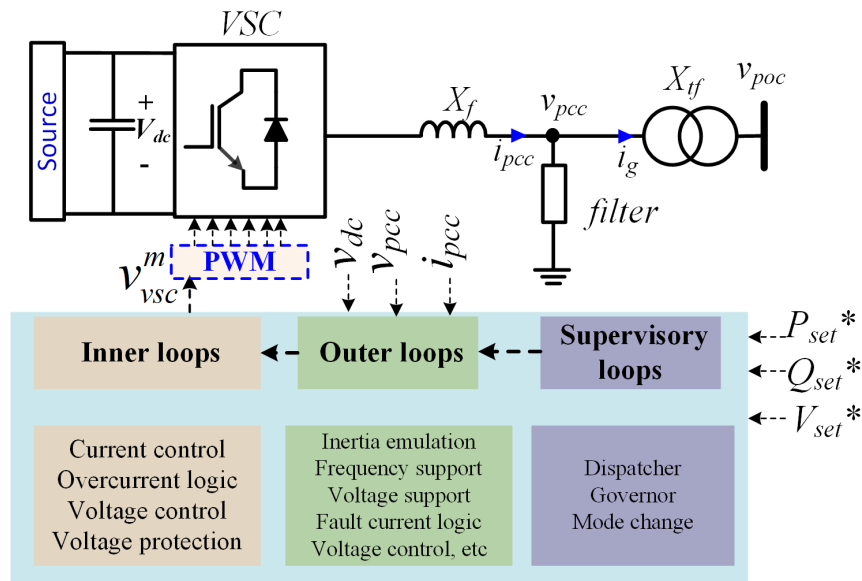 VSC
Source
+
V_dc
-
X_f
v_pcc
X_tf
v_poc
i_pcc
i_g
filter
PWM
v_vsc^m
v_dc
v_pcc
i_pcc
Inner loops
Outer loops
Supervisory
loops
P_set*
Q_set*
V_set*
Current control
Overcurrent logic
Voltage control
Voltage protection
Inertia emulation
Frequency support
Voltage support
Fault current logic
Voltage control, etc
Dispatcher
Governor
Mode change